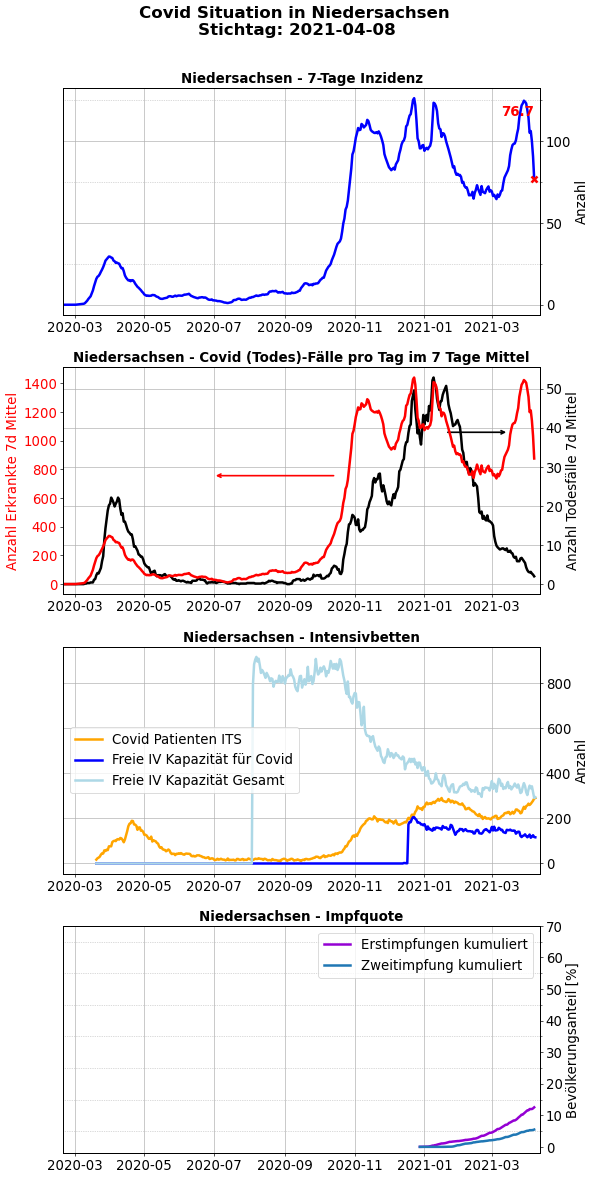 Covid Situation in Niedersachsen
Stichtag: 2021-04-08
Niedersachsen - 7-Tage Inzidenz
76.7
100
50
0
Anzahl
2020-03 2020-05 2020-07 2020-09 2020-11 2021-01 2021-03
Niedersachsen - Covid (Todes)-Fälle pro Tag im 7 Tage Mittel
Anzahl Erkrankte 7d Mittel
1400
1200
1000
800
600
400
200
0
50
40
30
20
10
0
Anzahl Todesfälle 7d Mittel
2020-03 2020-05 2020-07 2020-09 2020-11 2021-01 2021-03
Niedersachsen - Intensivbetten
Covid Patienten ITS
Freie IV Kapazität für Covid
Freie IV Kapazität Gesamt
800
600
400
200
0
Anzahl
2020-03 2020-05 2020-07 2020-09 2020-11 2021-01 2021-03
Niedersachsen - Impfquote
Erstimpfungen kumuliert
Zweitimpfung kumuliert
70
60
50
40
30
20
10
0
Bevölkerungsanteil [%]
2020-03 2020-05 2020-07 2020-09 2020-11 2021-01 2021-03